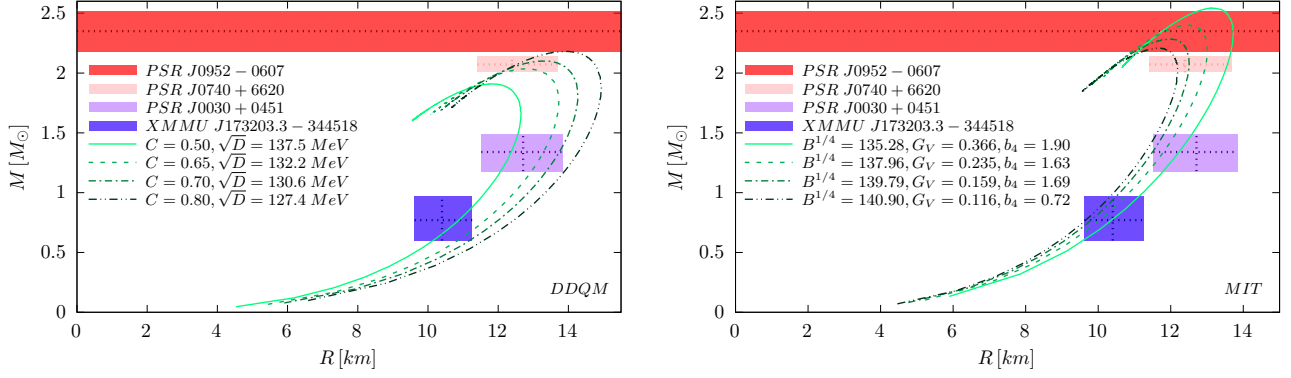 2.5
2
1.5
1
0.5
0
M [M⊙]
PSR J0952 − 0607
PSR J0740 + 6620
PSR J0030 + 0451
XMMU J173203.3 − 344518
C = 0.50, √D = 137.5 MeV
C = 0.65, √D = 132.2 MeV
C = 0.70, √D = 130.6 MeV
C = 0.80, √D = 127.4 MeV
DDQM
0 2 4 6 8 10 12 14
R [km]
2.5
2
1.5
1
0.5
0
M [M⊙]
PSR J0952 − 0607
PSR J0740 + 6620
PSR J0030 + 0451
XMMU J173203.3 − 344518
B^{1/4} = 135.28, G_V = 0.366, b_4 = 1.90
B^{1/4} = 137.96, G_V = 0.235, b_4 = 1.63
B^{1/4} = 139.79, G_V = 0.159, b_4 = 1.69
B^{1/4} = 140.90, G_V = 0.116, b_4 = 0.72
MIT
0 2 4 6 8 10 12 14
R [km]